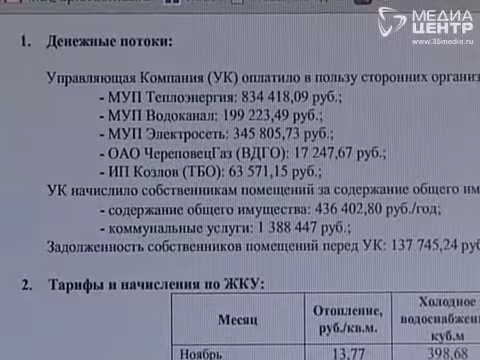 МЕДИА
ЦЕНТР
www.35media.ru
1. Денежные потоки:
Управляющая Компания (УК) оплатило в пользу сторонних
- МУП Теплоэнергия: 834 418,09 руб.;
- МУП Водоканал: 199 223,49 руб.;
- МУП Электросеть: 345 805,73 руб.;
- ОАО ЧереповецГаз (ВДГО): 17 247,67 руб.;
- ИП Козлов (ТБО): 63 571,15 руб.;
УК начислило собственникам помещений за содержание общего
- содержание общего имущества: 436 402,80 руб./год;
- коммунальные услуги: 1 388 447 руб.;
Задолженность собственников помещений перед УК: 137 745,24 руб
2. Тарифы и начисления по ЖКУ:
Месяц
Отопление, руб./кв.м.
Холодное водоснабжен куб.м
Ноябрь 13,77 398,68